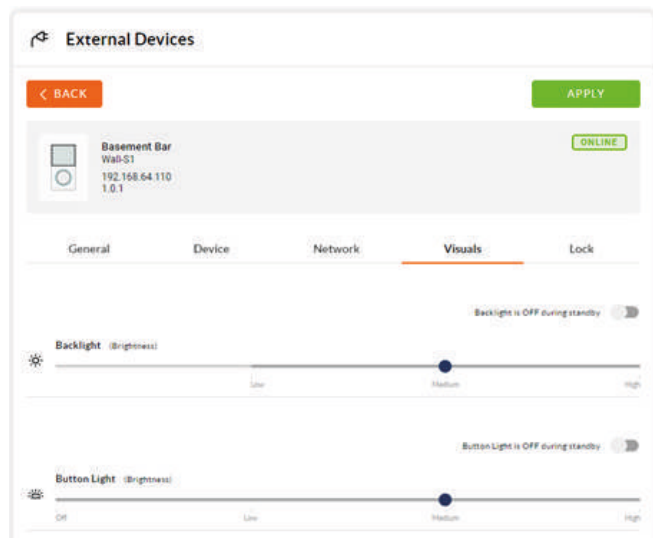 External Devices
BACK
APPLY
Basement Bar
Wall-S1
192.168.64.110
1.0.1
ONLINE
General Device Network Visuals Lock
Backlight is OFF during standby
Backlight (Brightness)
Low Medium High
Button Light is OFF during standby
Button Light (Brightness)
Off Low Medium High